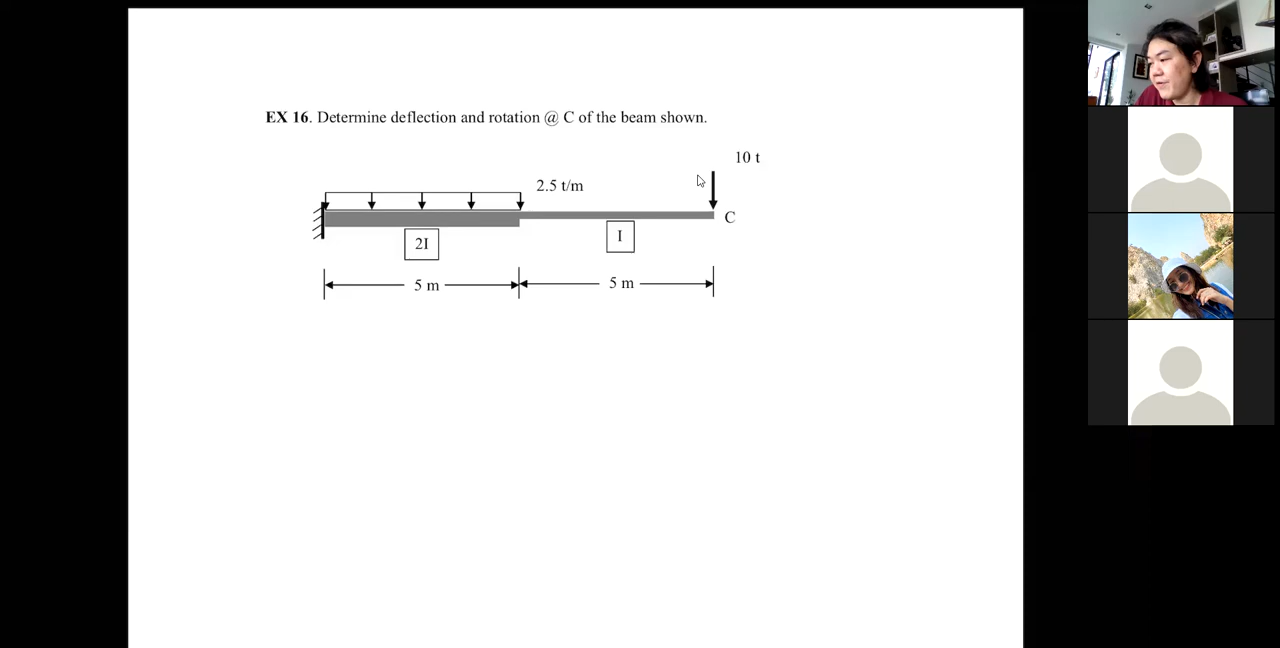 EX 16. Determine deflection and rotation @ C of the beam shown.
10 t
2.5 t/m
C
2I
I
5 m
5 m